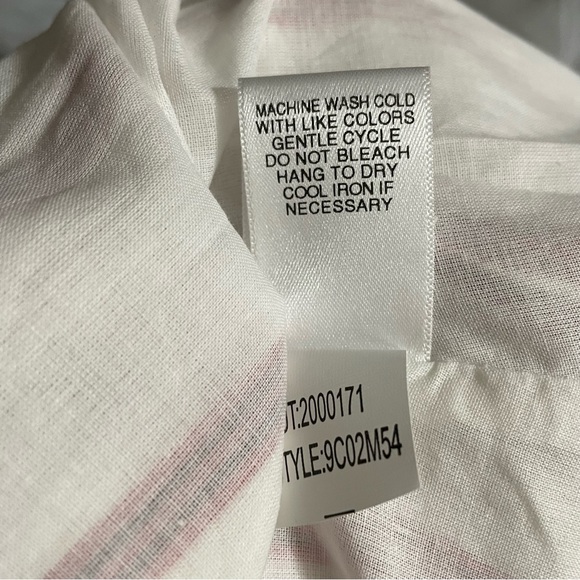 MACHINE WASH COLD
WITH LIKE COLORS
GENTLE CYCLE
DO NOT BLEACH
HANG TO DRY
COOL IRON IF
NECESSARY
T:2000171
TYLE:9C02M54